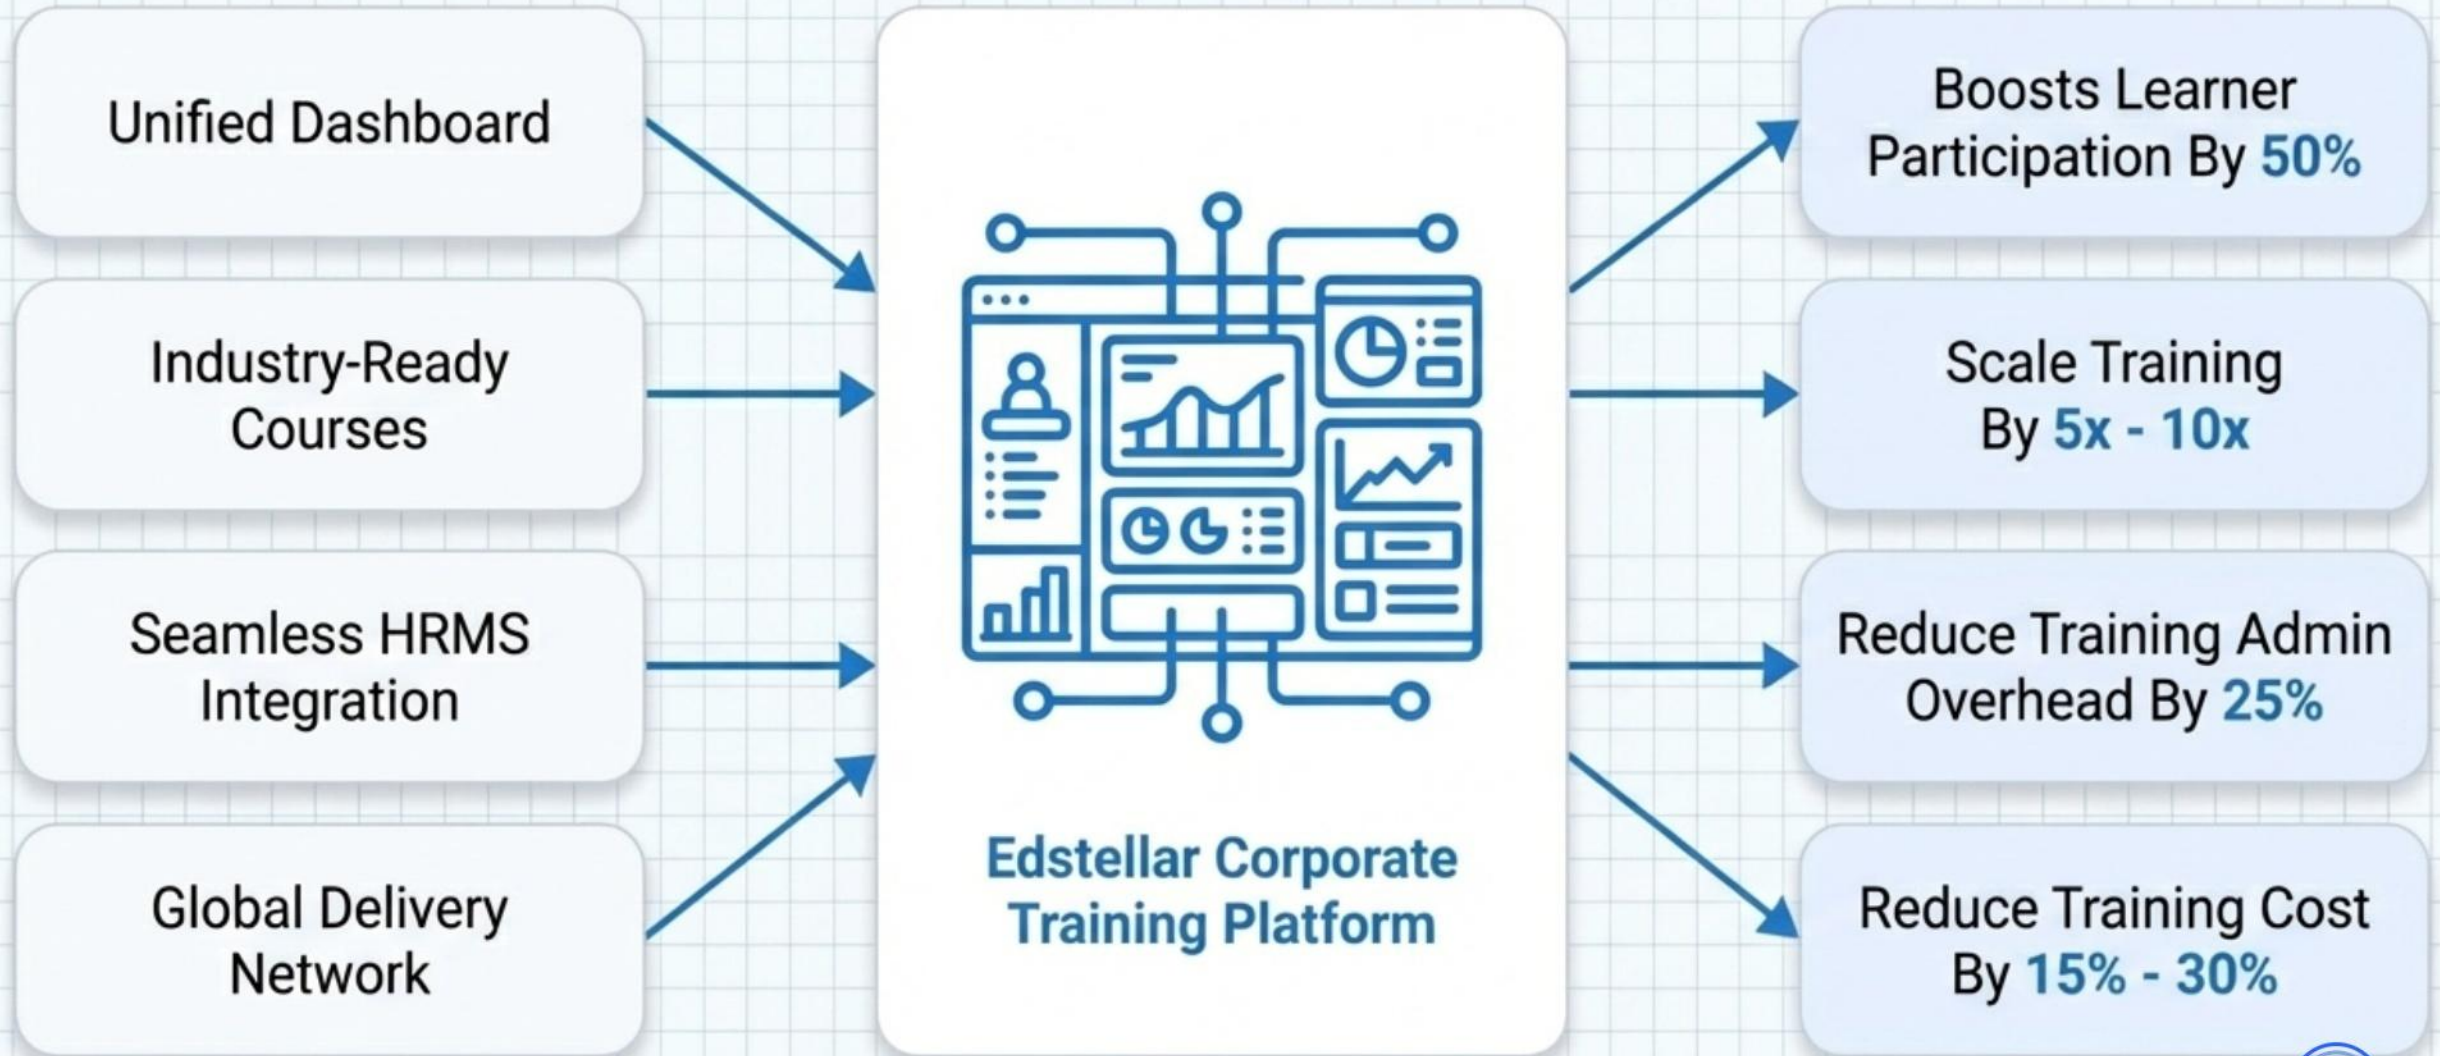 Unified Dashboard
Industry-Ready
Courses
Seamless HRMS
Integration
Global Delivery
Network
Edstellar Corporate
Training Platform
Boosts Learner
Participation By 50%
Scale Training
By 5x - 10x
Reduce Training Admin
Overhead By 25%
Reduce Training Cost
By 15% - 30%